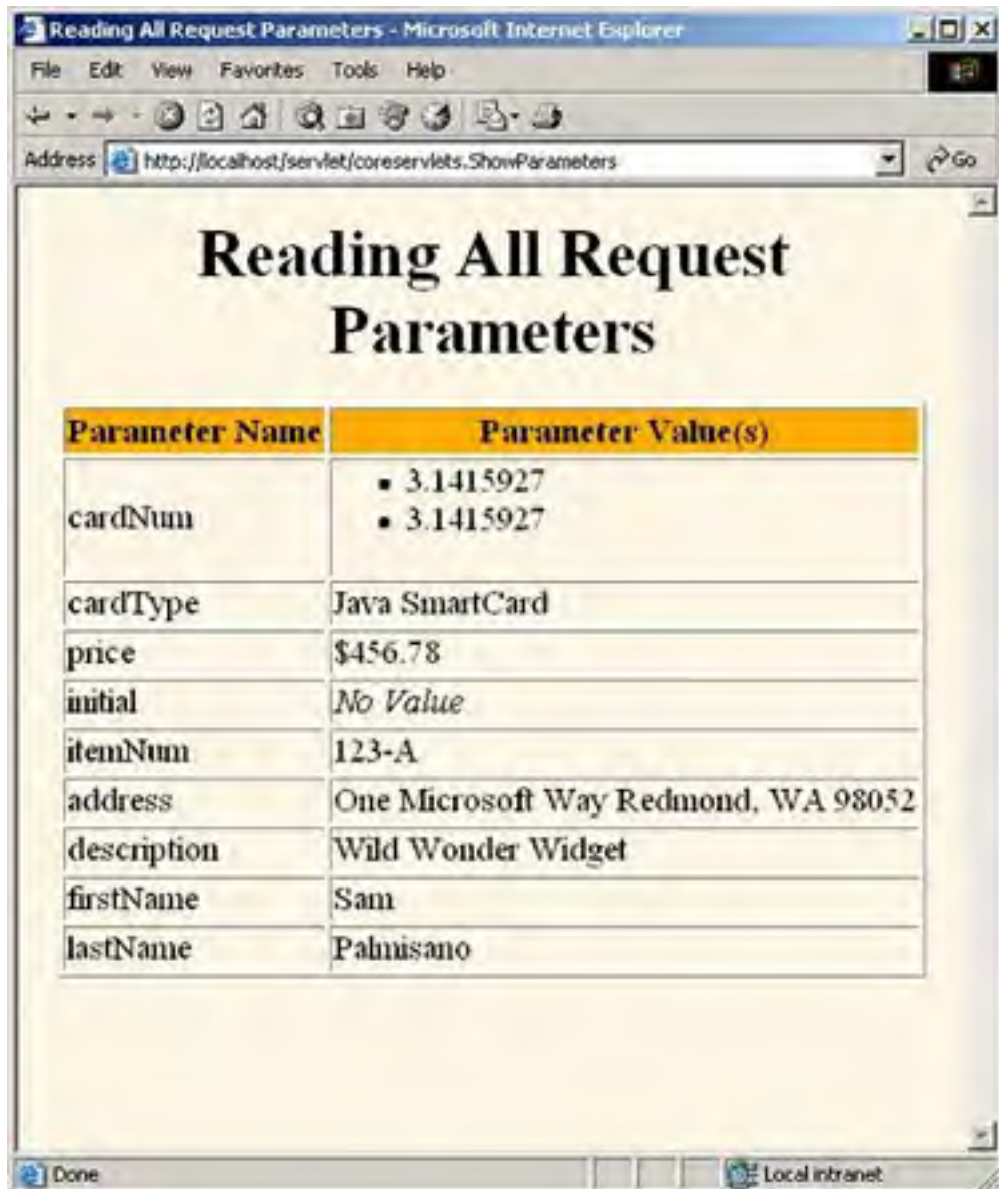 Reading All Request Parameters - Microsoft Internet Explorer
File Edit View Favorites Tools Help
Address http://localhost/servlet/coreservlets.ShowParameters Go
Reading All Request
Parameters
Parameter Name Parameter Value(s)
cardNum
3.1415927
3.1415927
cardType Java SmartCard
price $456.78
initial No Value
itemNum 123-A
address One Microsoft Way Redmond, WA 98052
description Wild Wonder Widget
firstName Sam
lastName Palmisano
Done Local intranet